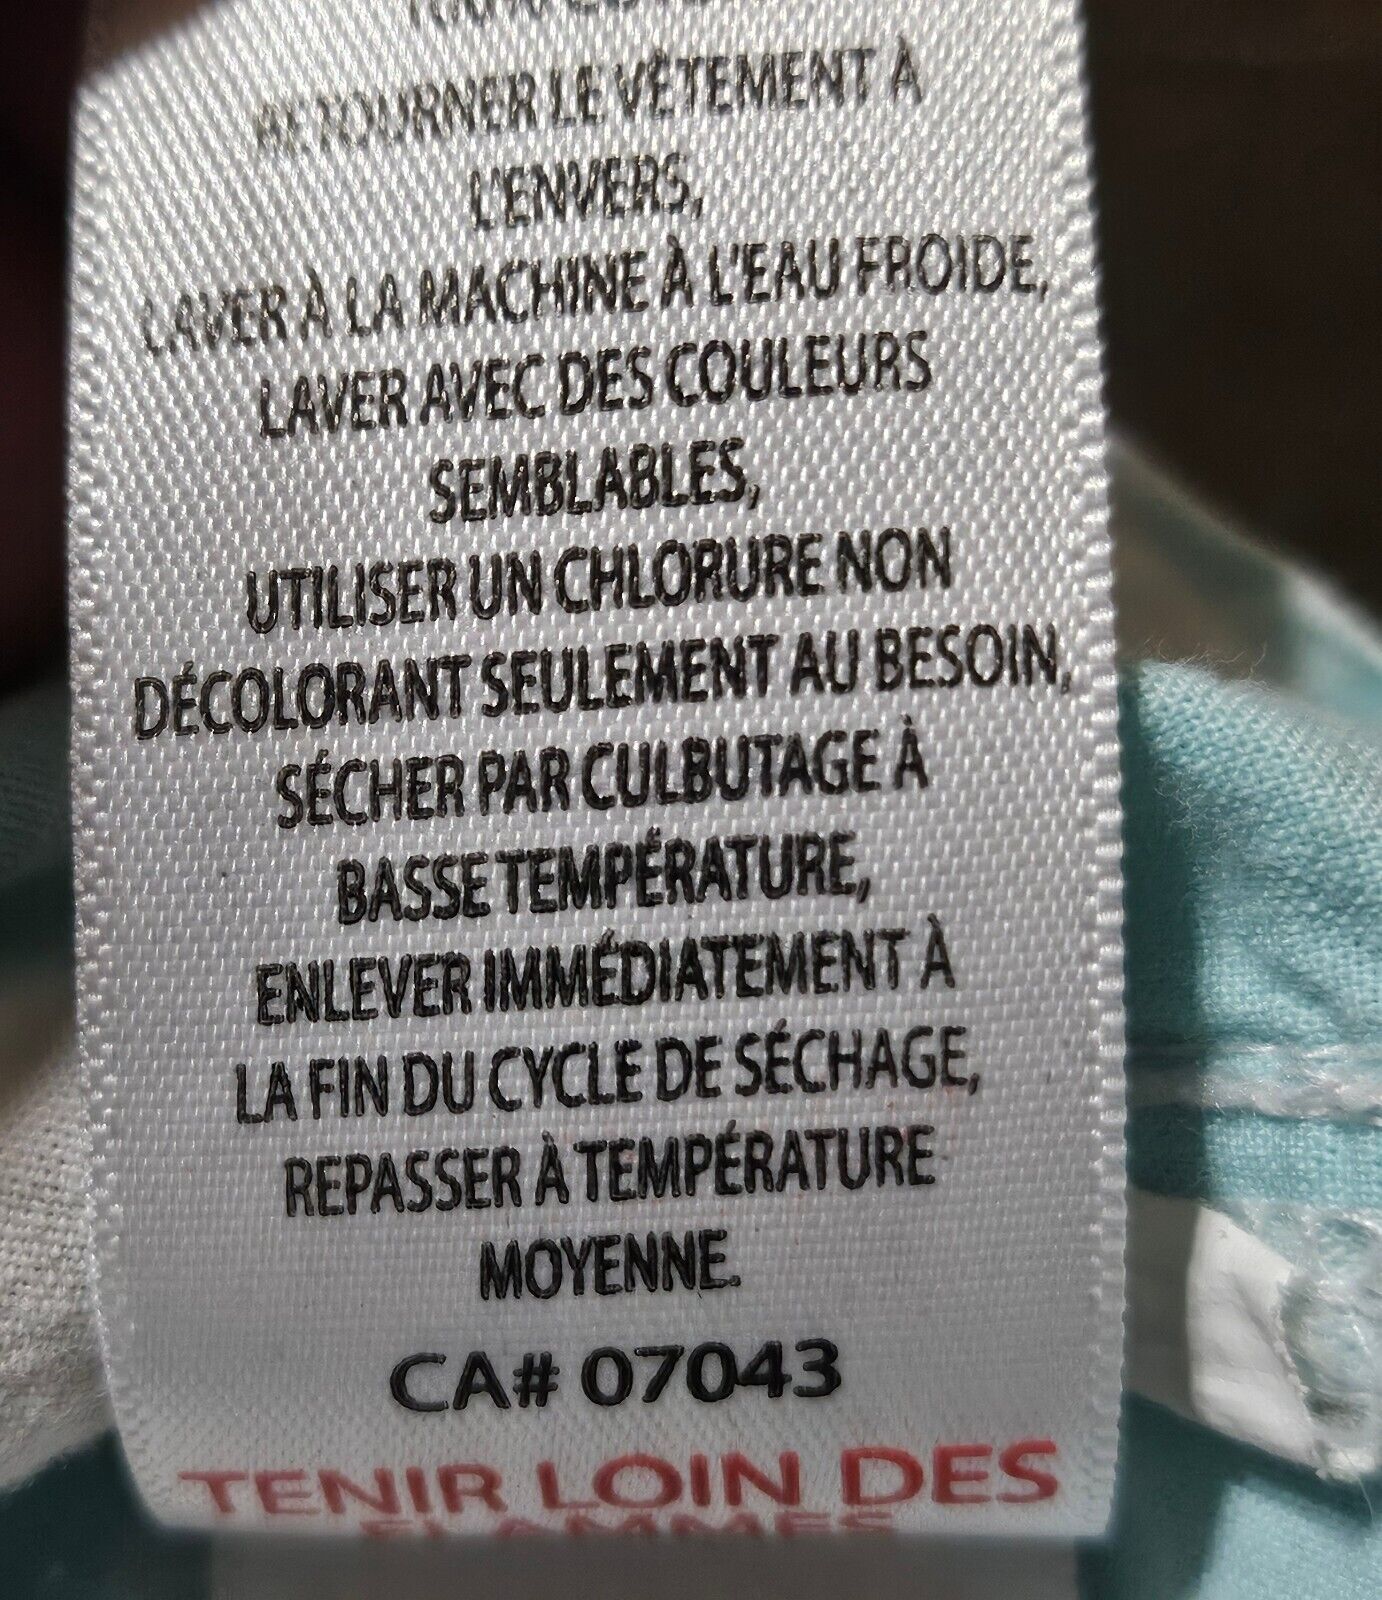 RETOURNER LE VÊTEMENT À
L'ENVERS,
LAVER À LA MACHINE À L'EAU FROIDE,
LAVER AVEC DES COULEURS
SEMBLABLES,
UTILISER UN CHLORURE NON
DÉCOLORANT SEULEMENT AU BESOIN,
SÉCHER PAR CULBUTAGE À
BASSE TEMPÉRATURE,
ENLEVER IMMÉDIATEMENT À
LA FIN DU CYCLE DE SÉCHAGE,
REPASSER À TEMPÉRATURE
MOYENNE.
CA# 07043
TENIR LOIN DES
FLAMMES